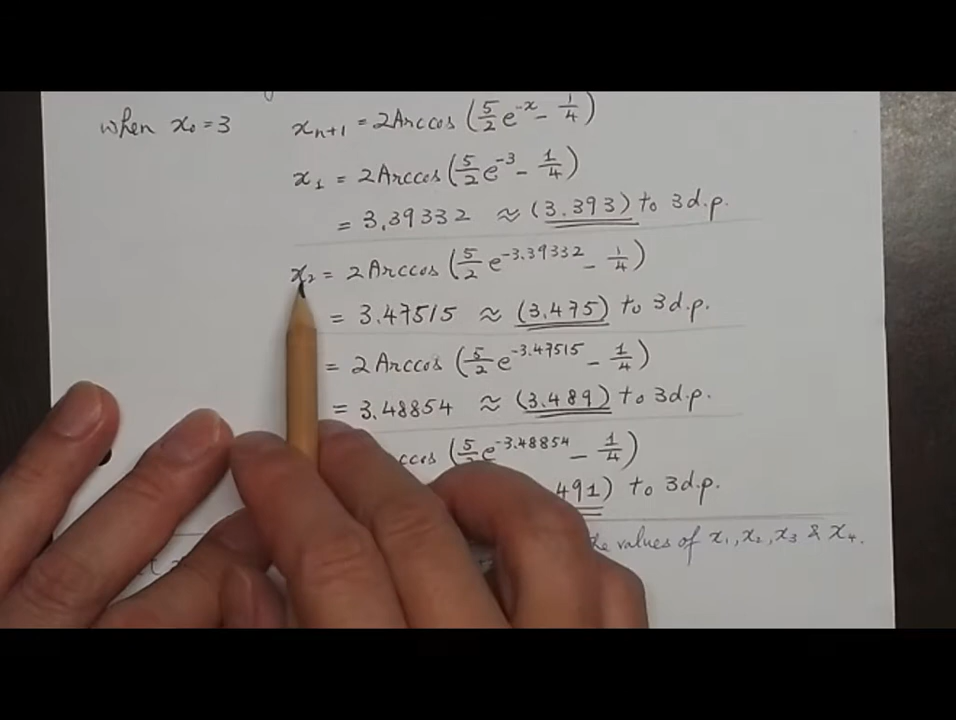 when x₀ = 3 xₙ₊₁ = 2Arccos (5/2 e^-x - 1/4)
x₁ = 2Arccos (5/2 e^-3 - 1/4)
= 3.39332 ≈ (3.393) to 3d.p.
x₂ = 2Arccos (5/2 e^-3.39332 - 1/4)
= 3.47515 ≈ (3.475) to 3d.p.
= 2Arccos (5/2 e^-3.47515 - 1/4)
= 3.48854 ≈ (3.489) to 3d.p.
ccos (5/2 e^-3.48854 - 1/4)
491) to 3d.p.
values of x₁, x₂, x₃ & x₄.